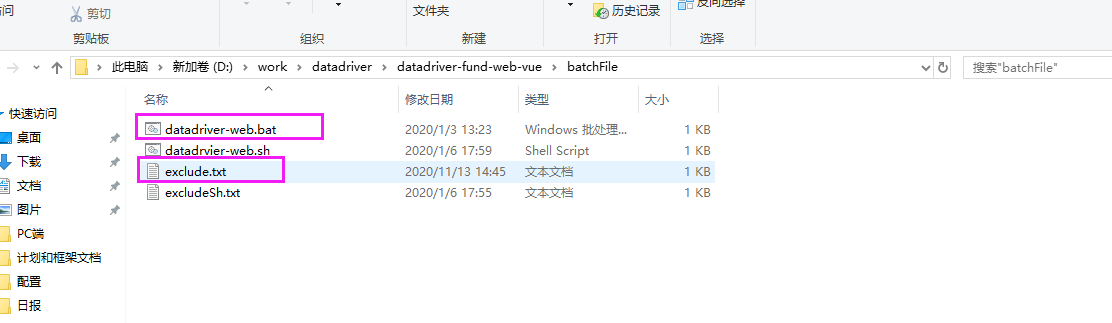 访问
剪切
文件夹
历史记录
反向选择
剪贴板
组织
新建
打开
选择
此电脑 新加卷 (D:) work datadriver datadriver-fund-web-vue batchFile
搜索"batchFile"
名称 修改日期 类型 大小
快速访问
桌面
下载
文档
图片
PC端
计划和框架文档
配置
日报
datadriver-web.bat 2020/1/3 13:23 Windows 批处理... 1 KB
datadrvier-web.sh 2020/1/6 17:59 Shell Script 1 KB
exclude.txt 2020/11/13 14:45 文本文档 1 KB
excludeSh.txt 2020/1/6 17:55 文本文档 1 KB